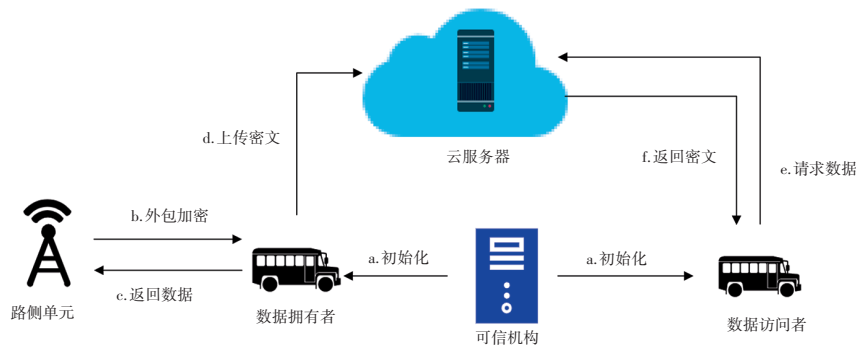 d.上传密文
云服务器
f.返回密文
e.请求数据
b.外包加密
a.初始化
a.初始化
c.返回数据
路侧单元
数据拥有者
可信机构
数据访问者